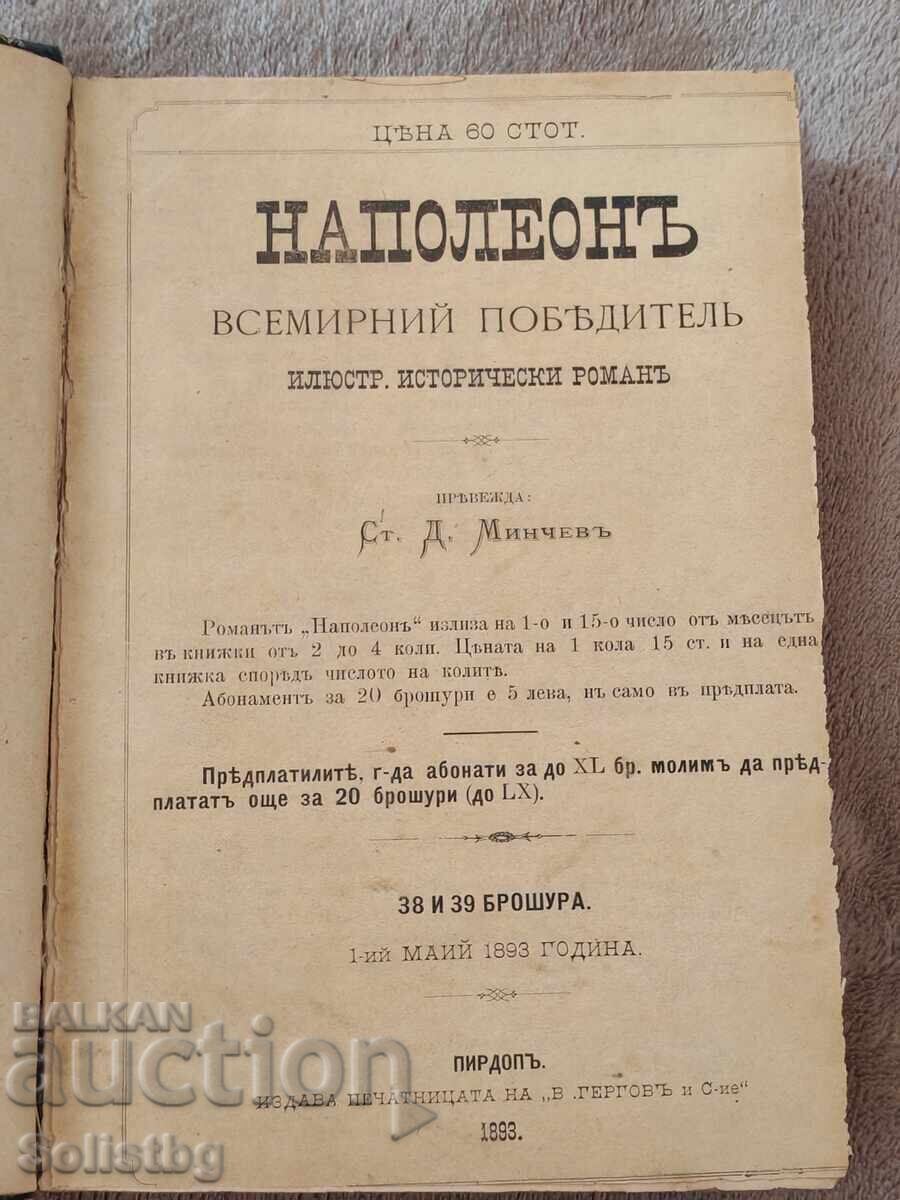 ЦѢНА 60 СТОТ.
НАПОЛЕОНЪ
ВСЕМИРНИЙ ПОБѢДИТЕЛЬ
ИЛЮСТР. ИСТОРИЧЕСКИ РОМАНЪ
ПРѢВЕЖДА:
Ст. Д. Минчевъ
Романътъ „Наполеонъ“ излиза на 1-о и 15-о число отъ мѣсецътъ
въ книжки отъ 2 до 4 коли. Цѣната на 1 кола 15 ст. и на една
книжка спорѣдъ числото на колитѣ.
Абонаментъ за 20 брошури е 5 лева, нъ само въ прѣдплата.
Прѣдплатилитѣ, г-да абонати за до XL бр. молимъ да прѣд-
плататъ още за 20 брошури (до LX).
38 И 39 БРОШУРА.
1-ий МАИЙ 1893 ГОДИНА.
ПИРДОПЪ.
ИЗДАВА ПЕЧАТНИЦАТА НА „В .ГЕРГОВЪ и С-ие“
1893.
BALKAN
auction
Solistbg